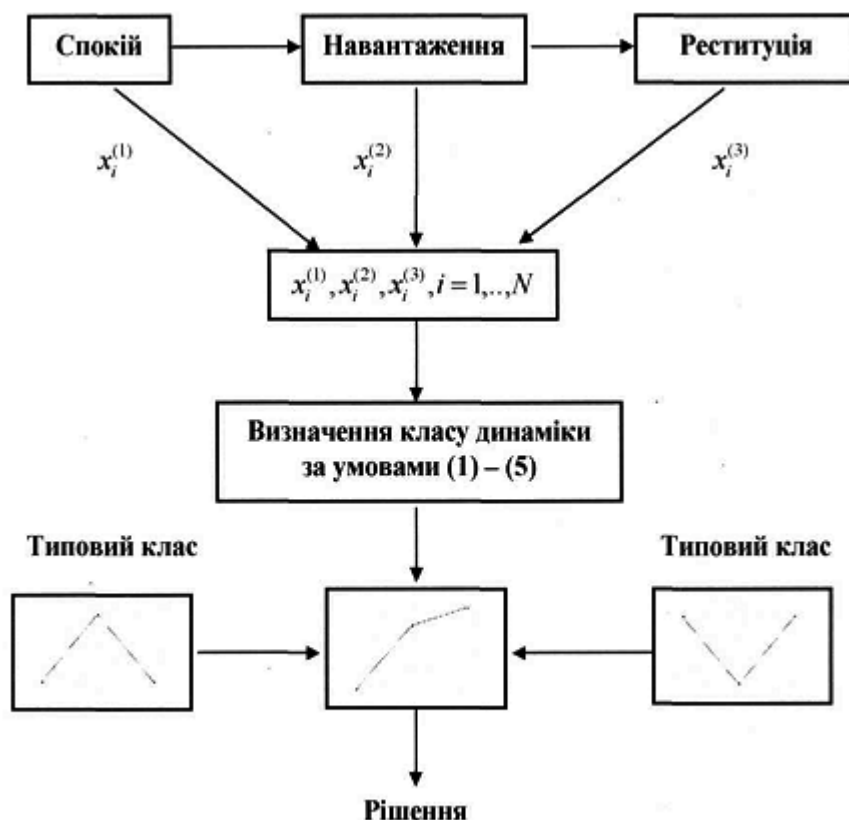 Спокій
Навантаження
Реституція
x_i^{(1)}
x_i^{(2)}
x_i^{(3)}
x_i^{(1)}, x_i^{(2)}, x_i^{(3)}, i = 1,..,N
Визначення класу динаміки
за умовами (1) – (5)
Типовий клас
Типовий клас
Рішення